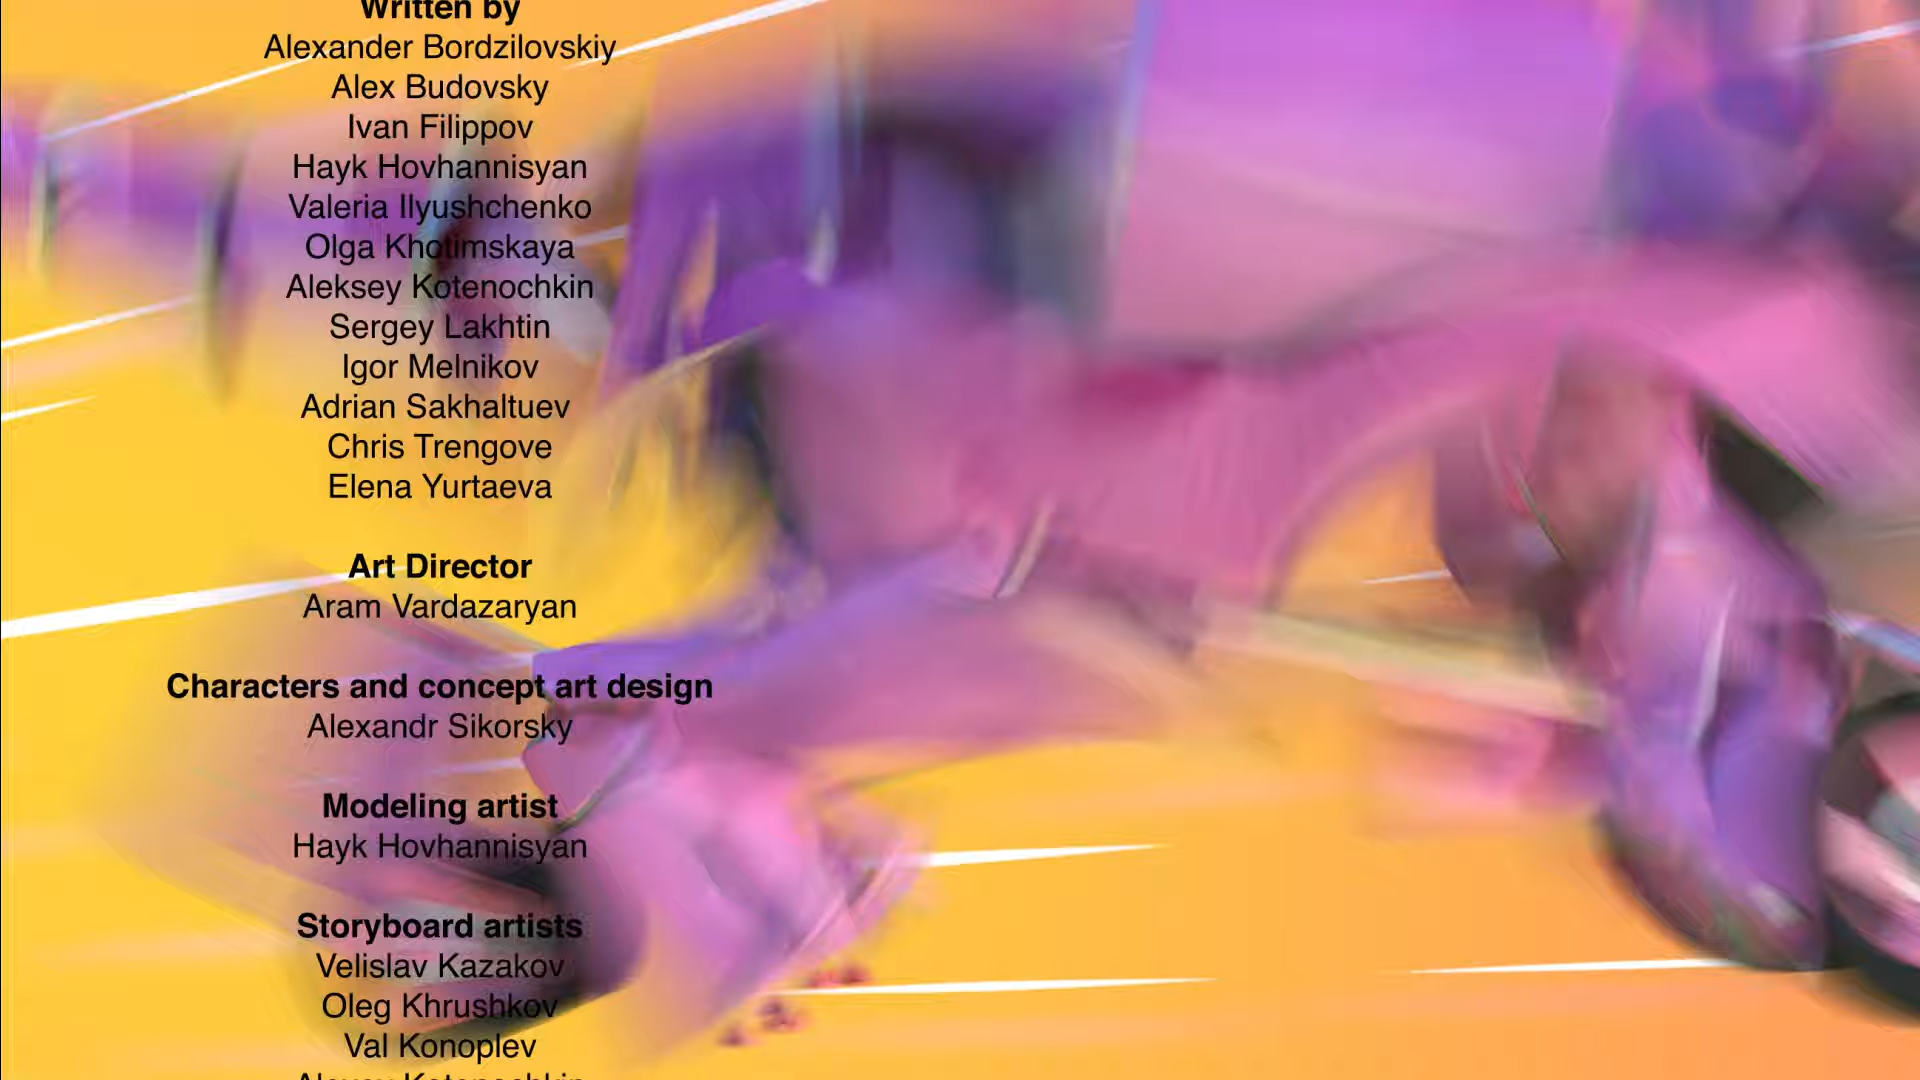 Written by
Alexander Bordzilovskiy
Alex Budovsky
Ivan Filippov
Hayk Hovhannisyan
Valeria Ilyushchenko
Olga Khotimskaya
Aleksey Kotenochkin
Sergey Lakhtin
Igor Melnikov
Adrian Sakhaltuev
Chris Trengove
Elena Yurtaeva
Art Director
Aram Vardazaryan
Characters and concept art design
Alexandr Sikorsky
Modeling artist
Hayk Hovhannisyan
Storyboard artists
Velislav Kazakov
Oleg Khrushkov
Val Konoplev